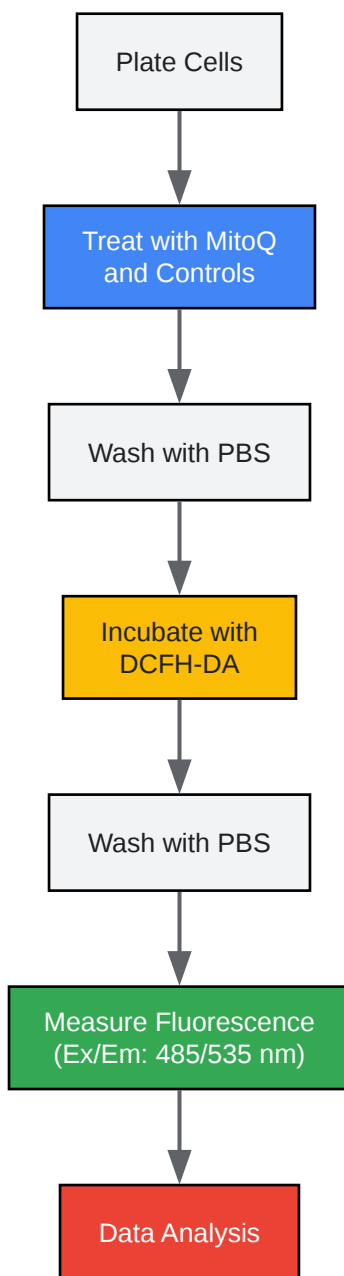 Plate Cells
Treat with MitoQ
and Controls
Wash with PBS
Incubate with
DCFH-DA
Wash with PBS
Measure Fluorescence
(Ex/Em: 485/535 nm)
Data Analysis